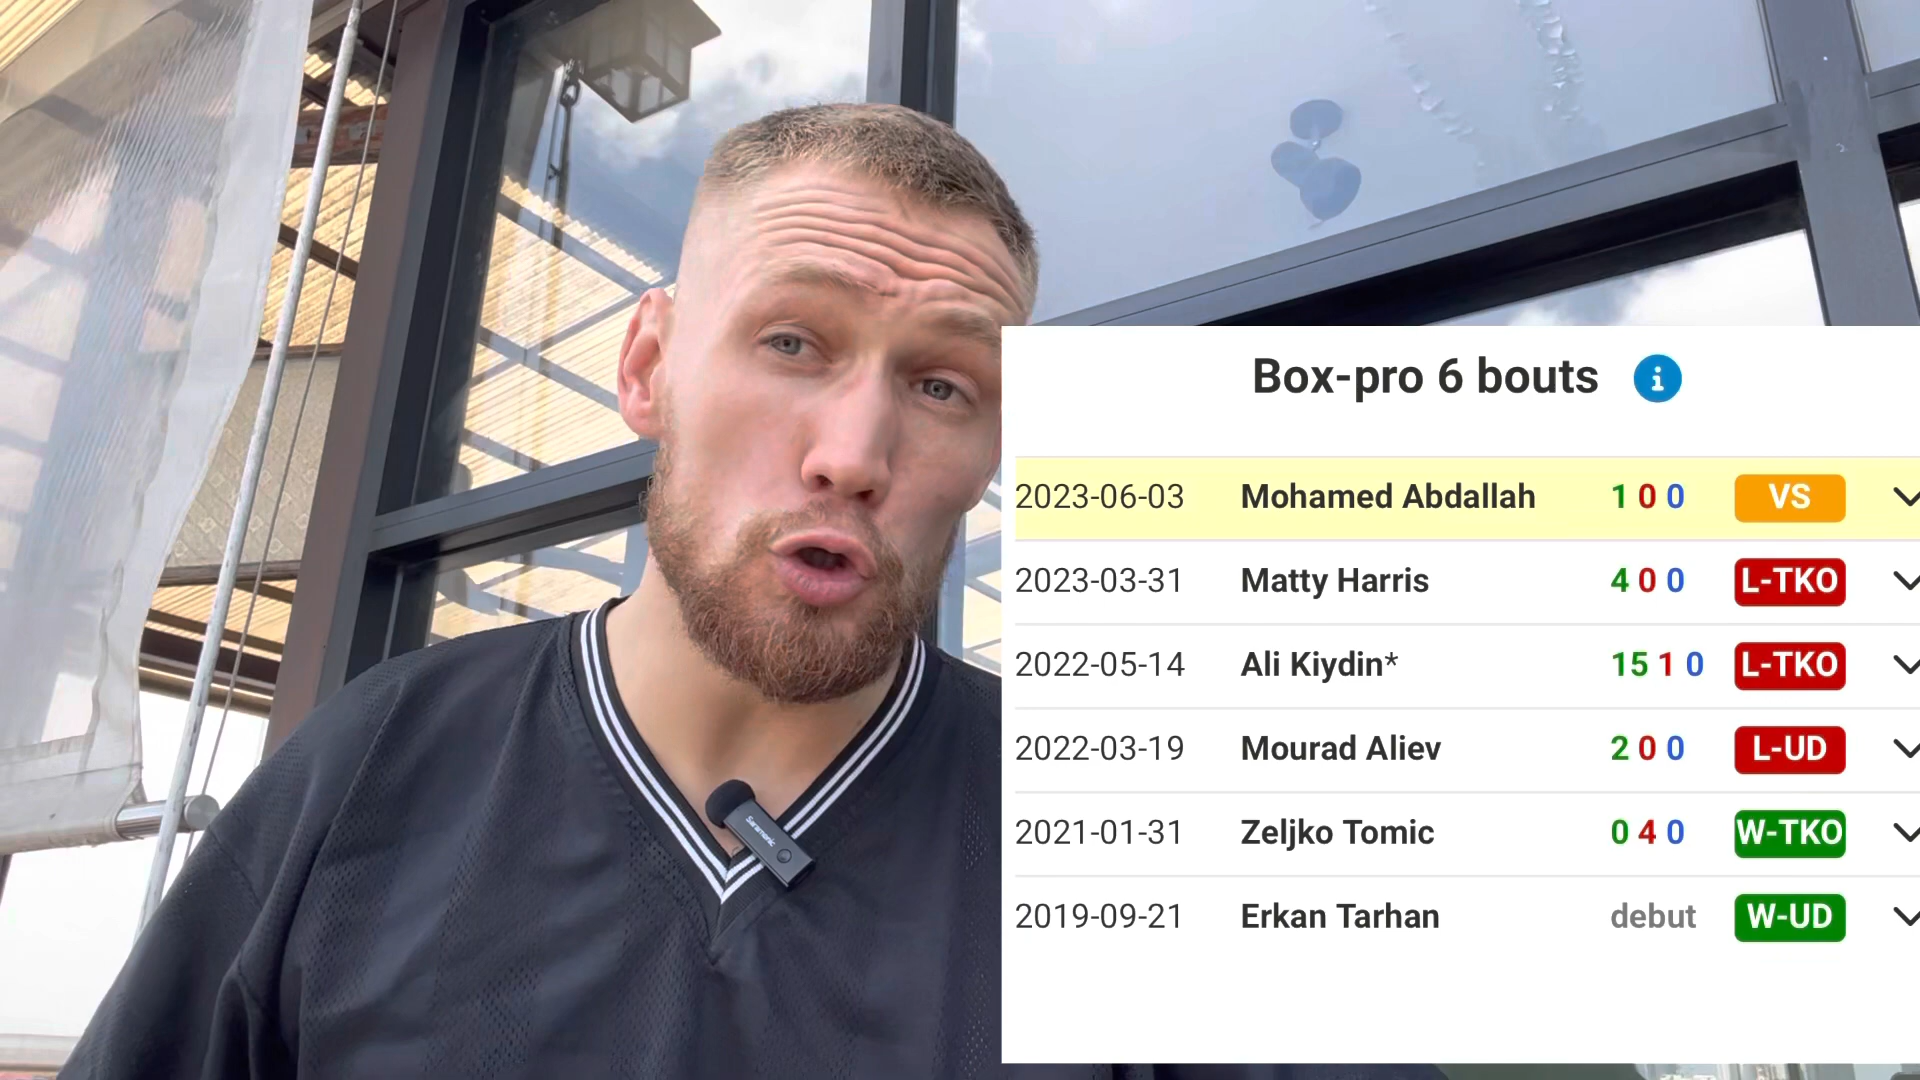 Box-pro 6 bouts i
2023-06-03 Mohamed Abdallah 1 0 0 VS
2023-03-31 Matty Harris 4 0 0 L-TKO
2022-05-14 Ali Kiydin* 15 1 0 L-TKO
2022-03-19 Mourad Aliev 2 0 0 L-UD
2021-01-31 Zeljko Tomic 0 4 0 W-TKO
2019-09-21 Erkan Tarhan debut W-UD
Saramonic